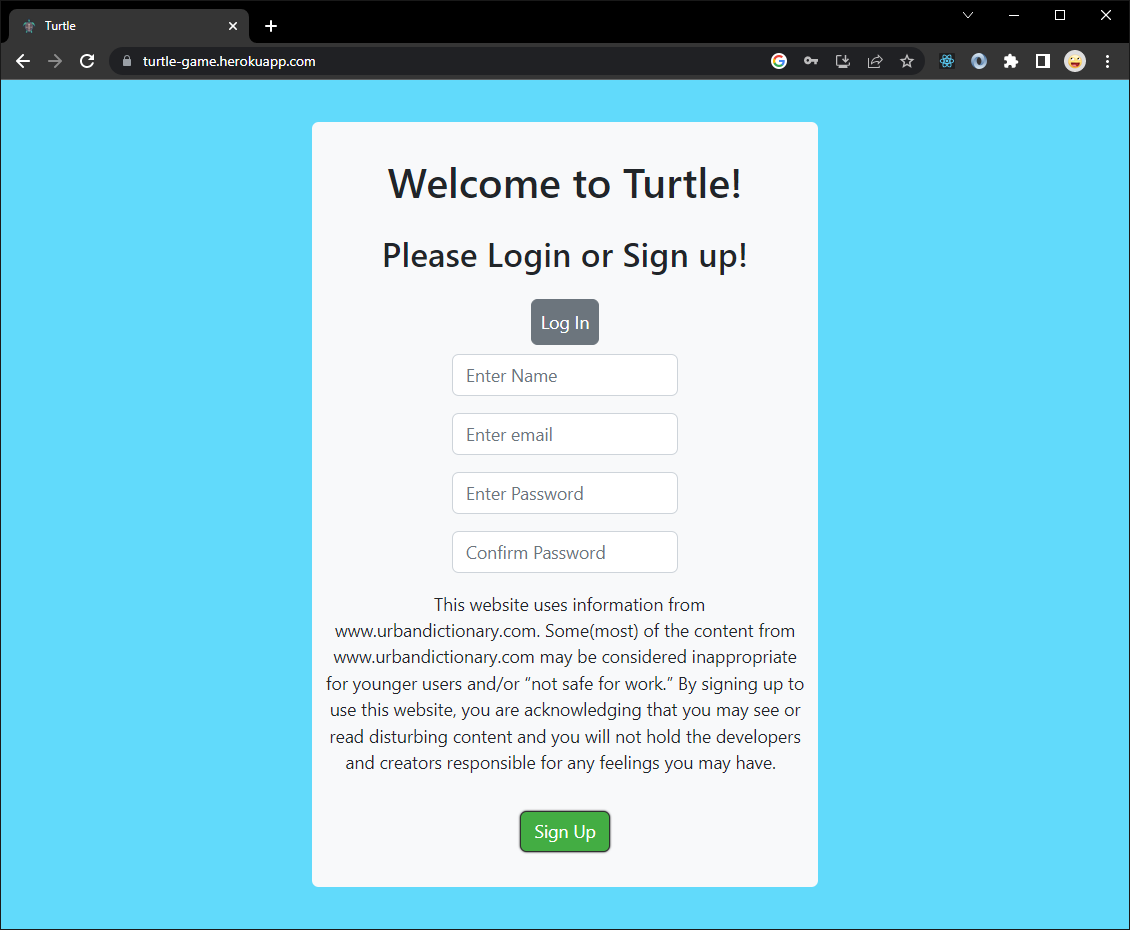 Turtle
turtle-game.herokuapp.com
Welcome to Turtle!
Please Login or Sign up!
Log In
Enter Name
Enter email
Enter Password
Confirm Password
This website uses information from
www.urbandictionary.com. Some(most) of the content from
www.urbandictionary.com may be considered inappropriate
for younger users and/or “not safe for work.” By signing up to
use this website, you are acknowledging that you may see or
read disturbing content and you will not hold the developers
and creators responsible for any feelings you may have.
Sign Up